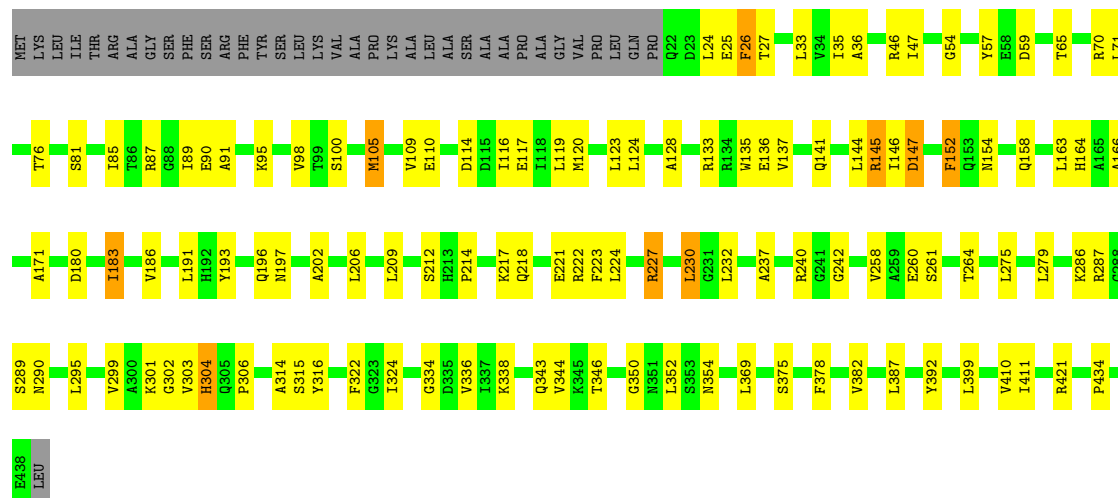 MET LYS LEU ILE THR ARG ALA GLY SER PHE SER ARG PHE TYR SER LEU LYS VAL ALA ALA PRO LYS ALA LEU ALA SER ALA ALA PRO ALA GLY VAL PRO LEU GLN PRO Q22 D23 L24 E25 F26 T27 L33 V34 I35 A36 R46 I47 G54 Y57 E58 D59 T65 R70 L71
T76 S81 I85 T86 R87 G88 I89 E90 A91 K95 V98 T99 S100 M105 V109 E110 D114 D115 I116 E117 I118 L119 M120 L123 L124 A128 R133 R134 W135 E136 V137 Q141 L144 R145 I146 D147 F152 Q153 N154 Q158 L163 H164 A165 A166
A171 D180 I183 V186 L191 H192 Y193 Q196 N197 A202 L206 L209 S212 H213 P214 K217 Q218 E221 R222 F223 L224 R227 L230 G231 L232 A237 R240 G241 G242 V258 A259 E260 S261 T264 L275 L279 K286 R287 G288
S289 N290 L295 V299 A300 K301 G302 V303 H304 Q305 P306 A314 S315 Y316 F322 G323 I324 G334 D335 V336 I337 K338 Q343 V344 K345 T346 G350 N351 L352 S353 N354 L369 S375 F378 V382 L387 Y392 L399 V410 I411 R421 P434
E438 LEU